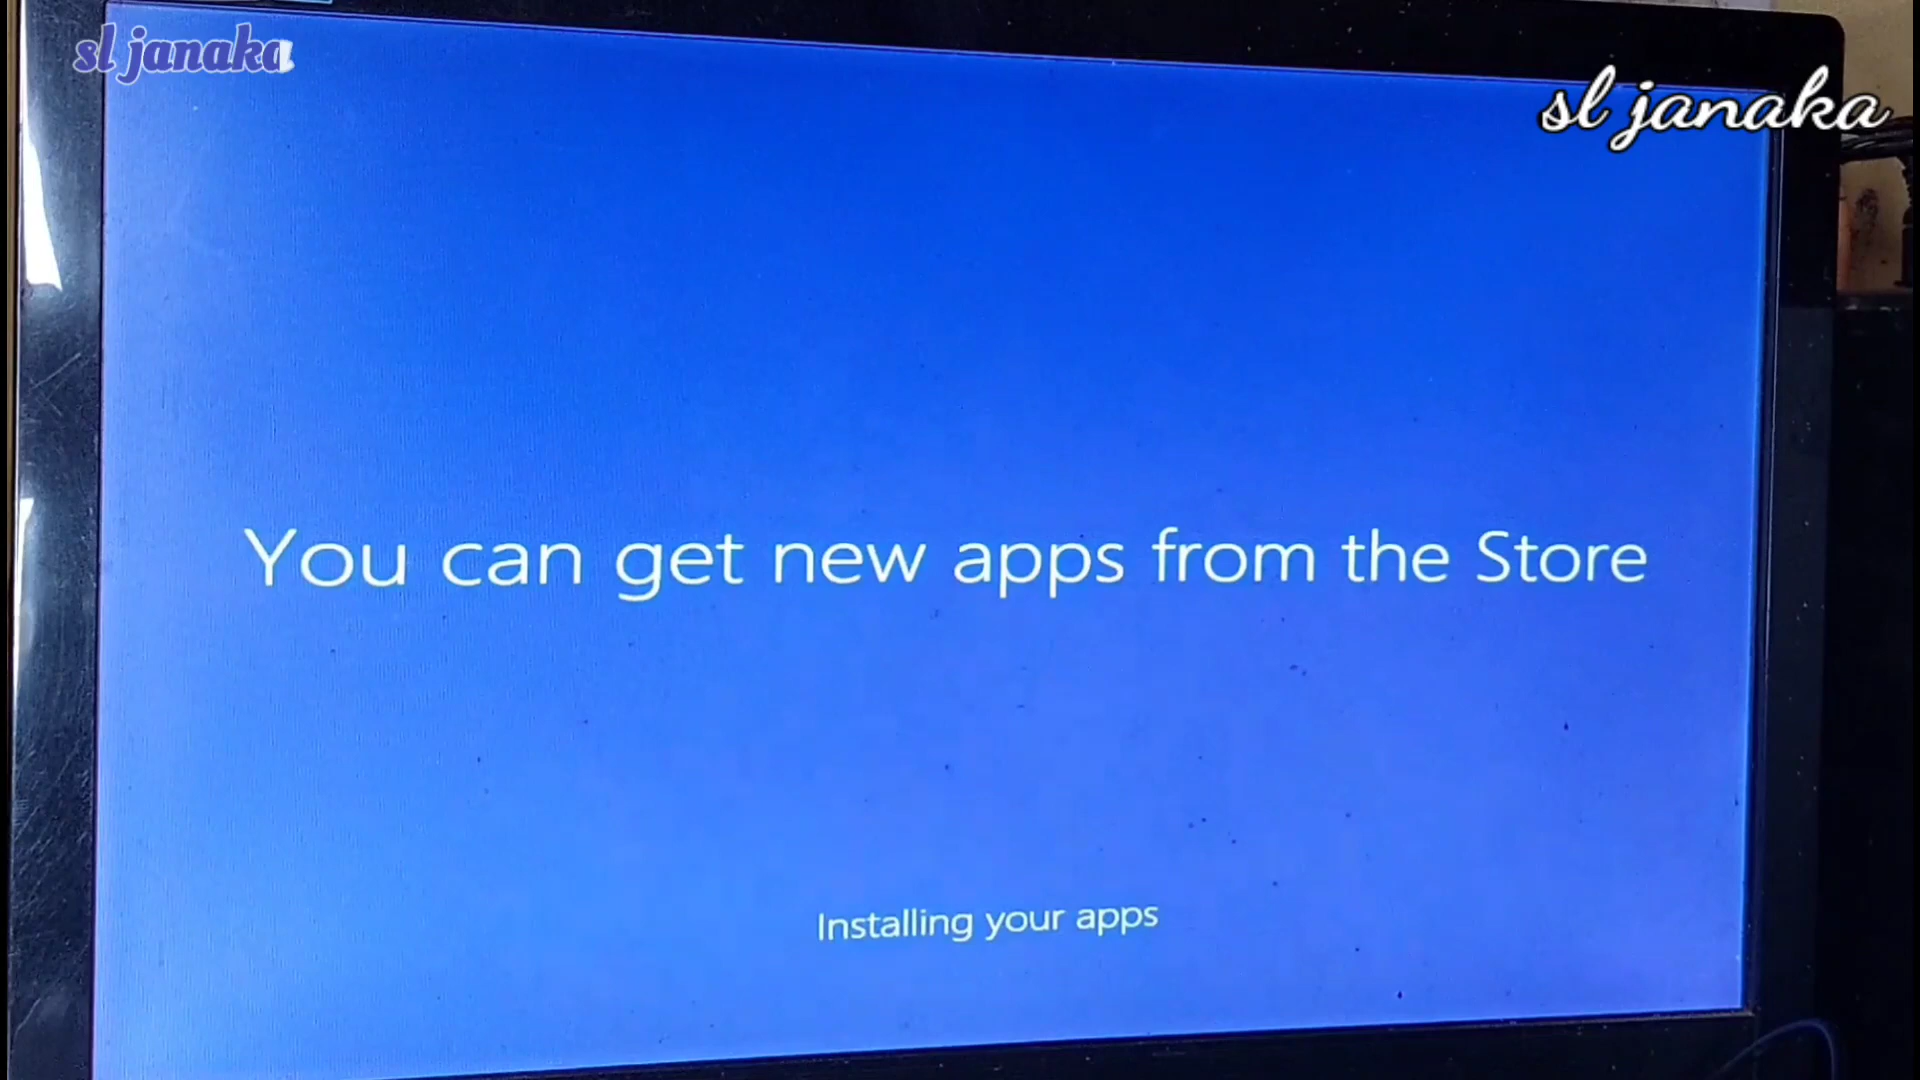 sl janaka
sl janaka
You can get new apps from the Store
Installing your apps